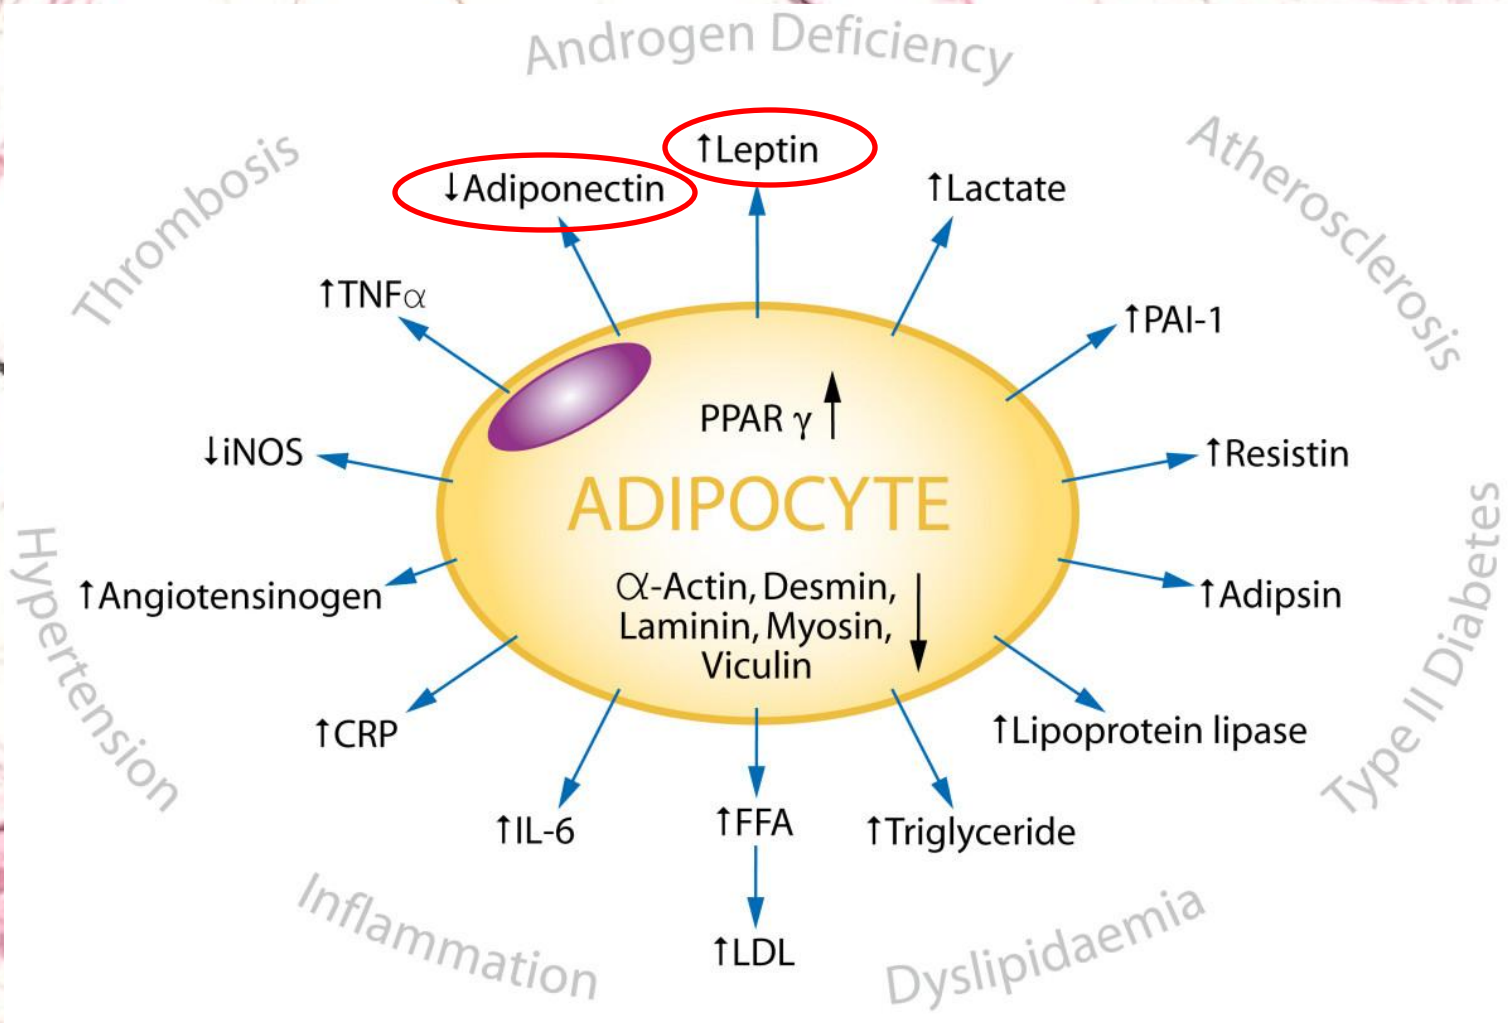 Androgen Deficiency
Thrombosis
Atherosclerosis
↑Leptin
↓Adiponectin
↑Lactate
↑TNFα
↑PAI-1
PPAR γ ↑
↓iNOS
↑Resistin
ADIPOCYTE
↑Angiotensinogen
α-Actin, Desmin,
Laminin, Myosin,
Viculin
↓
↑Adipsin
Hypertension
Type II Diabetes
↑CRP
↑Lipoprotein lipase
↑IL-6
↑FFA
↑Triglyceride
↑LDL
Inflammation
Dyslipidaemia